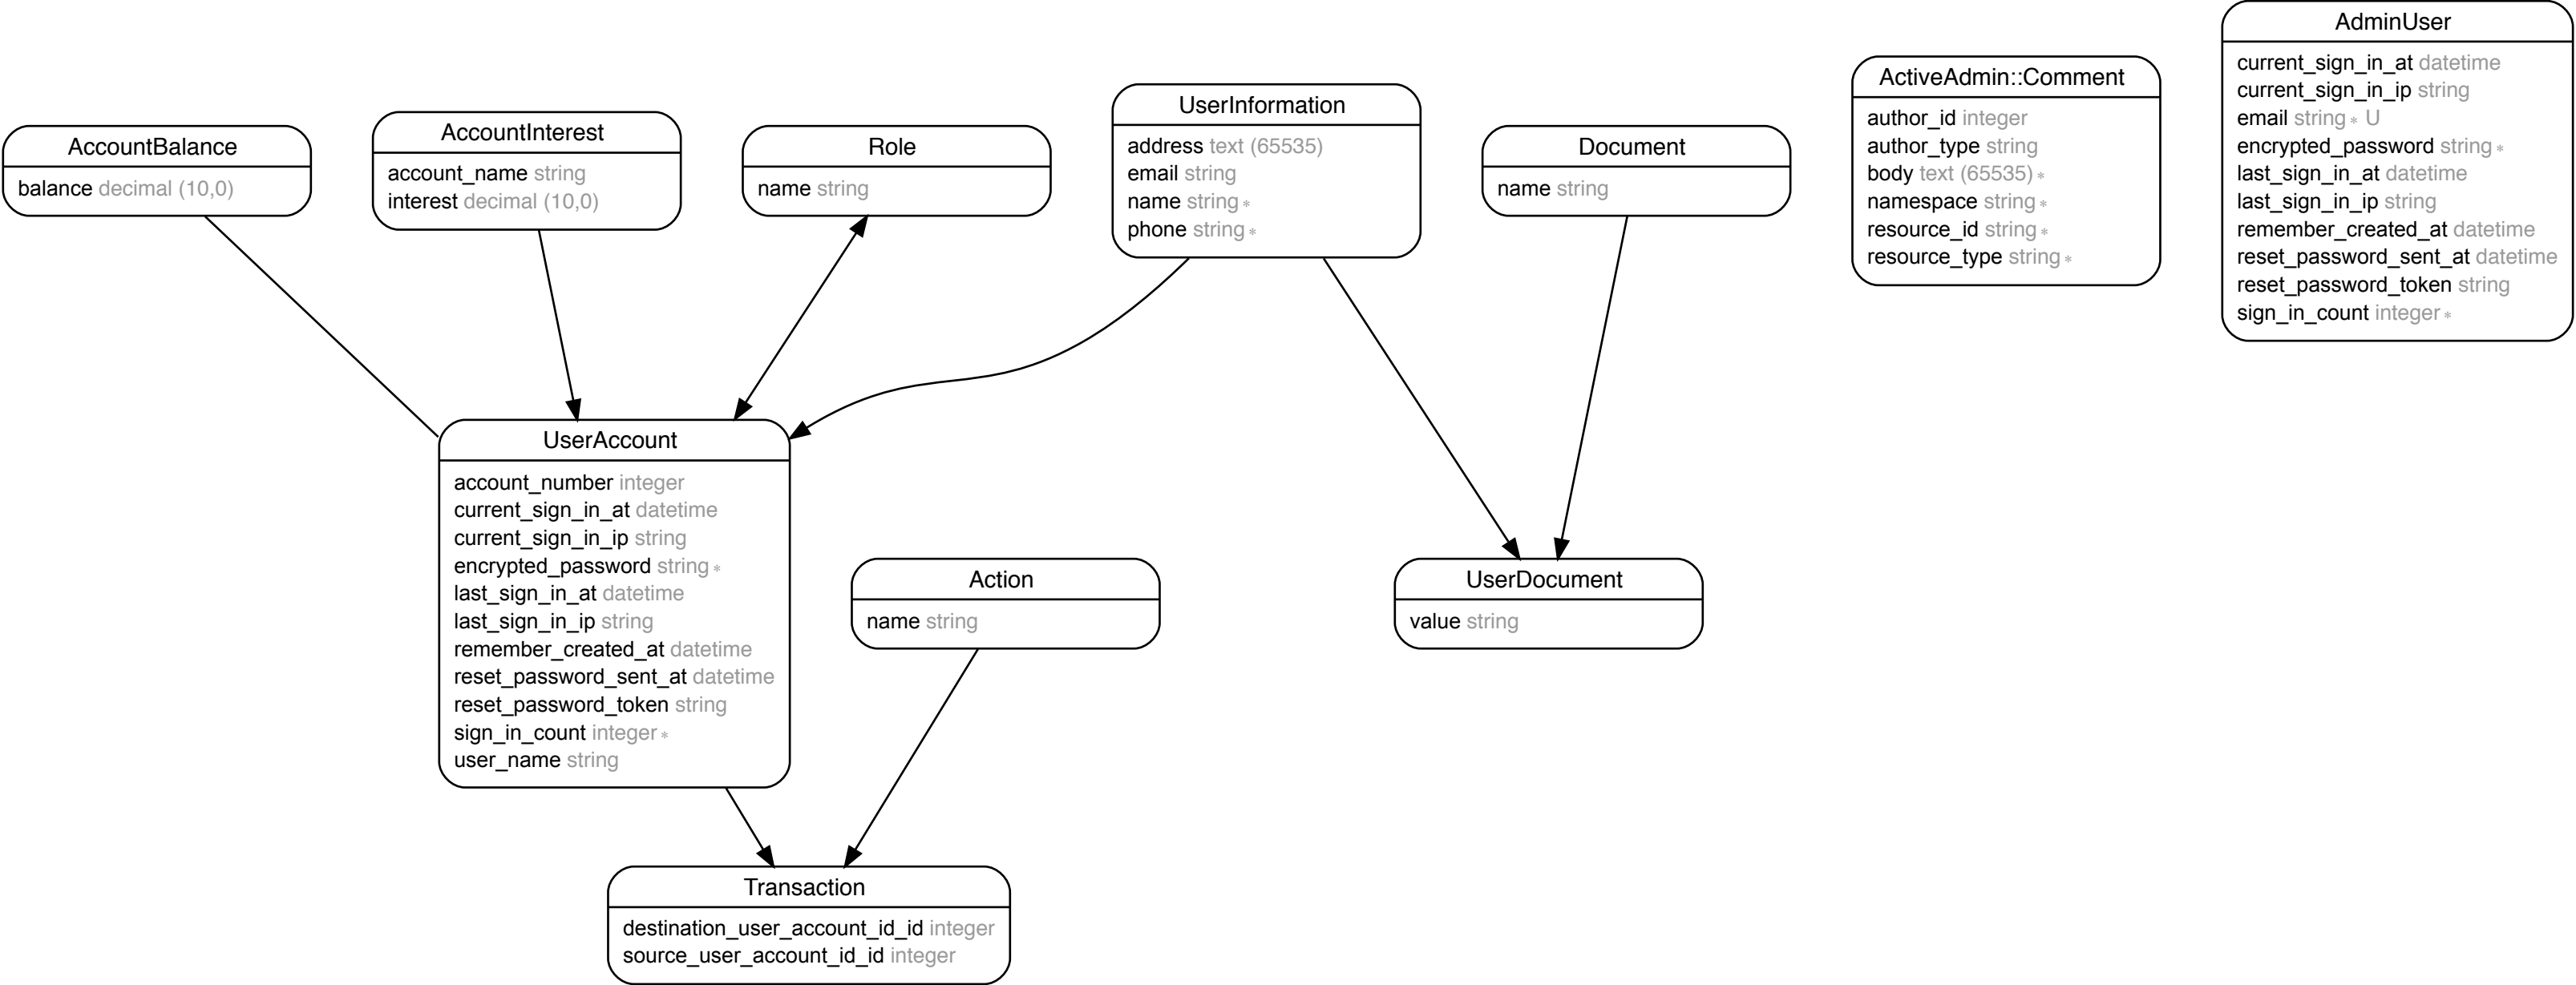 AccountBalance
balance decimal (10,0)
AccountInterest
account_name string
interest decimal (10,0)
Role
name string
UserInformation
address text (65535)
email string
name string ∗
phone string ∗
Document
name string
ActiveAdmin::Comment
author_id integer
author_type string
body text (65535) ∗
namespace string ∗
resource_id string ∗
resource_type string ∗
AdminUser
current_sign_in_at datetime
current_sign_in_ip string
email string ∗ U
encrypted_password string ∗
last_sign_in_at datetime
last_sign_in_ip string
remember_created_at datetime
reset_password_sent_at datetime
reset_password_token string
sign_in_count integer ∗
UserAccount
account_number integer
current_sign_in_at datetime
current_sign_in_ip string
encrypted_password string ∗
last_sign_in_at datetime
last_sign_in_ip string
remember_created_at datetime
reset_password_sent_at datetime
reset_password_token string
sign_in_count integer ∗
user_name string
Action
name string
UserDocument
value string
Transaction
destination_user_account_id_id integer
source_user_account_id_id integer